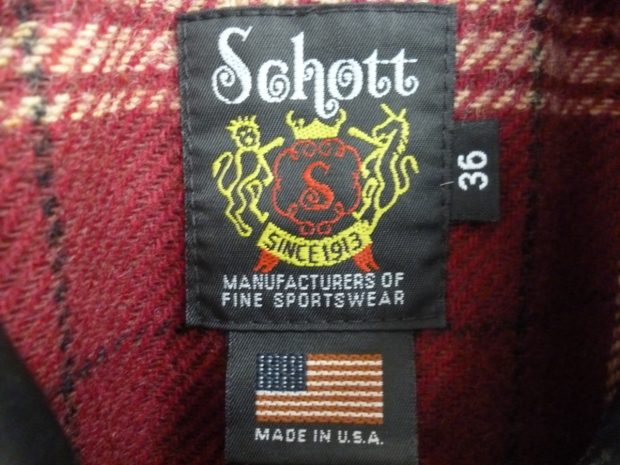 Schott
36
S
SINCE 1913
MANUFACTURERS OF
FINE SPORTSWEAR
MADE IN U.S.A.